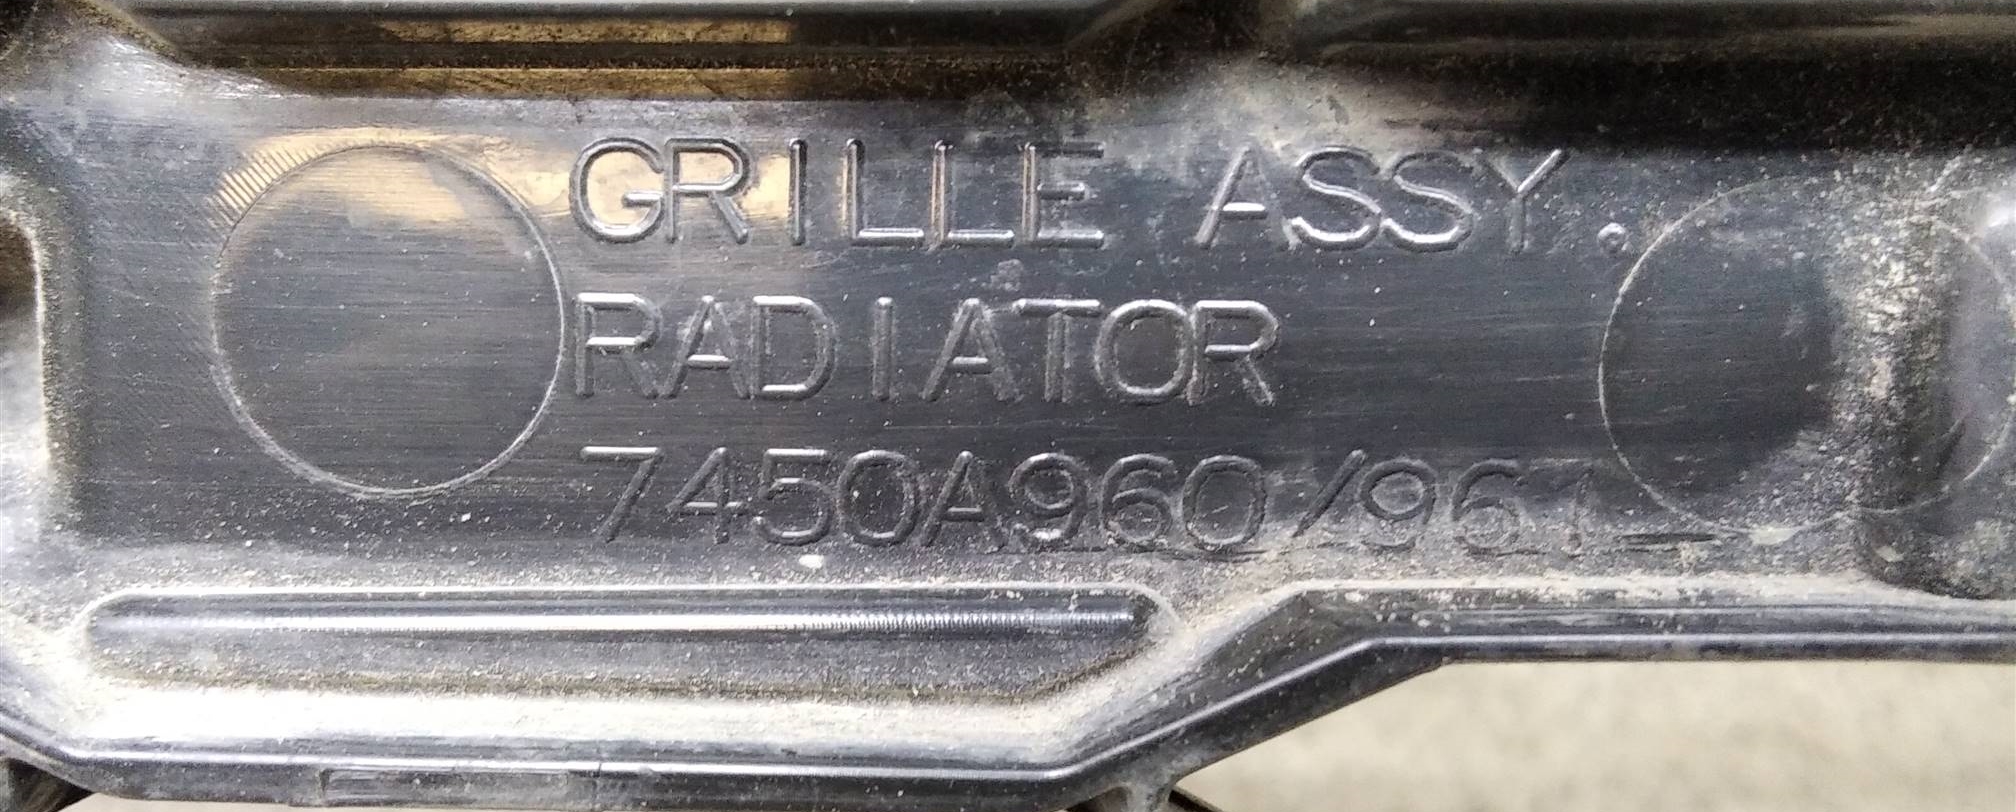 GRILLE ASSY.
RADIATOR
7450A960/961